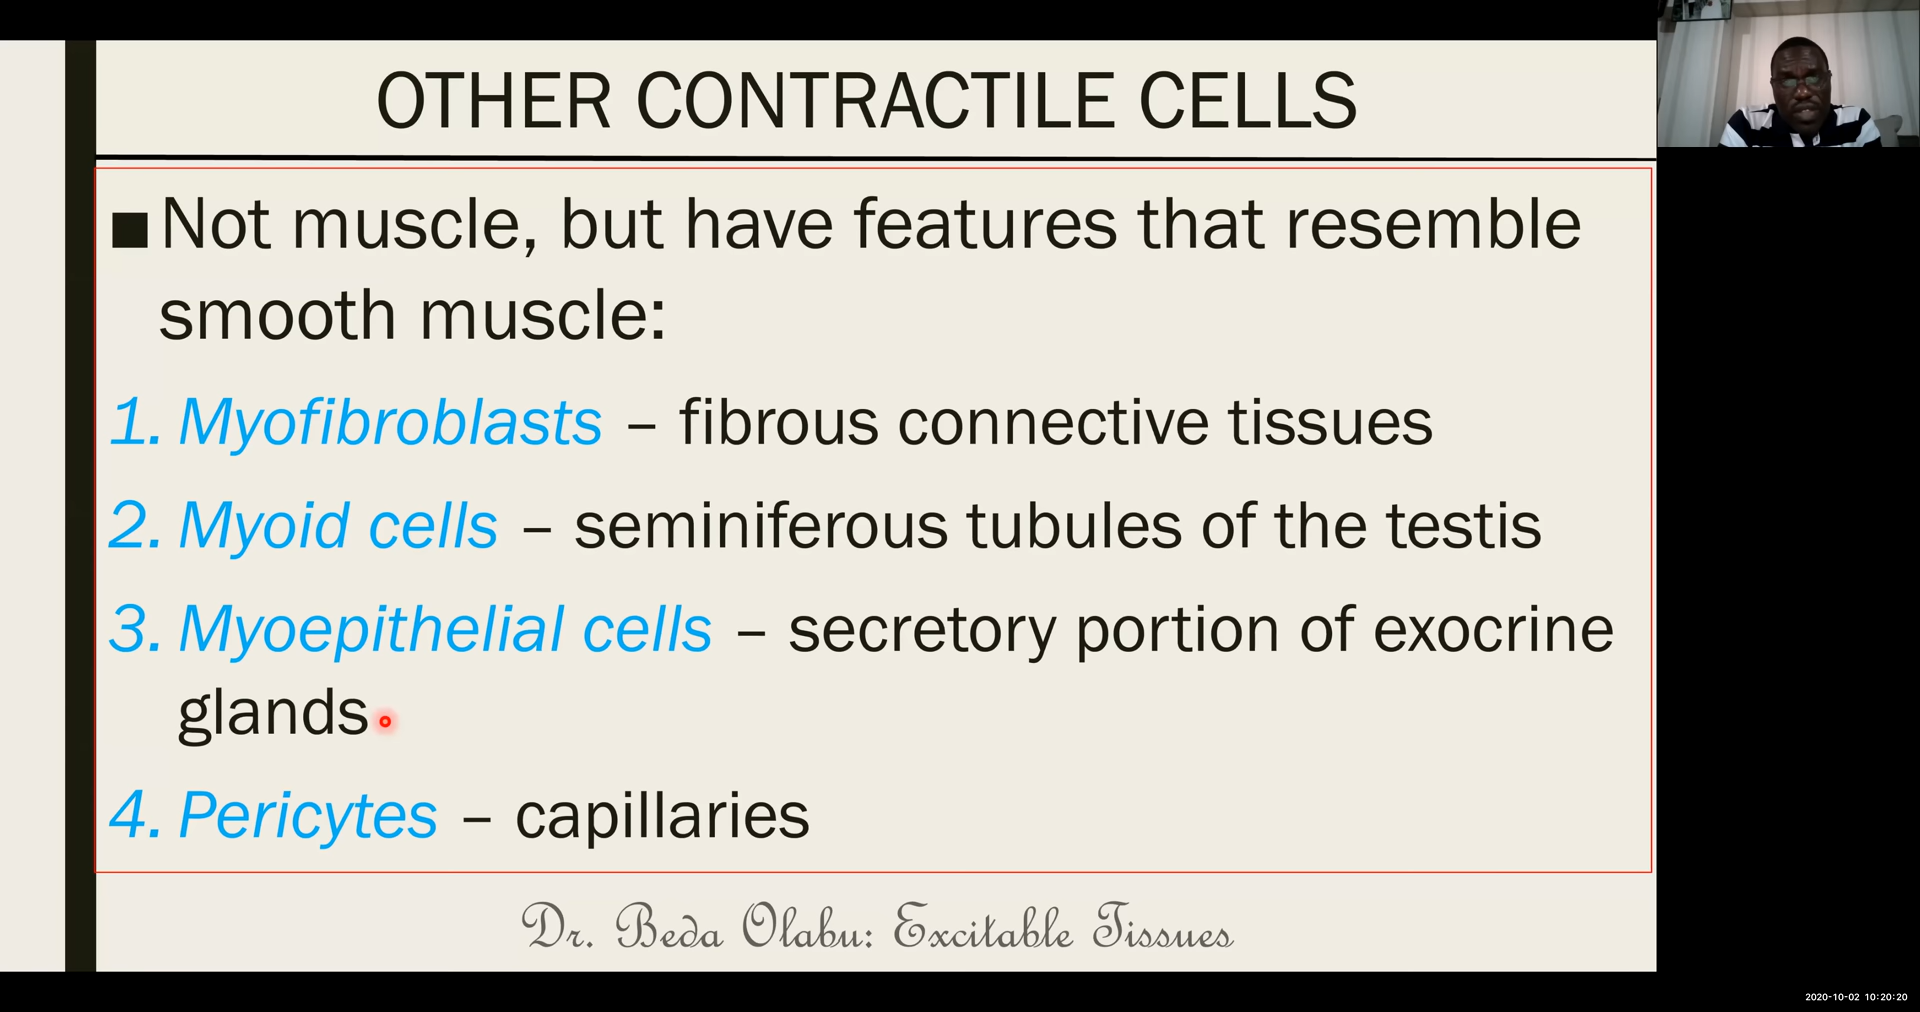 OTHER CONTRACTILE CELLS
■ Not muscle, but have features that resemble
smooth muscle:
1. Myofibroblasts – fibrous connective tissues
2. Myoid cells – seminiferous tubules of the testis
3. Myoepithelial cells – secretory portion of exocrine
glands
4. Pericytes – capillaries
Dr. Beda Olabu: Excitable Tissues
2020-10-02 10:20:20